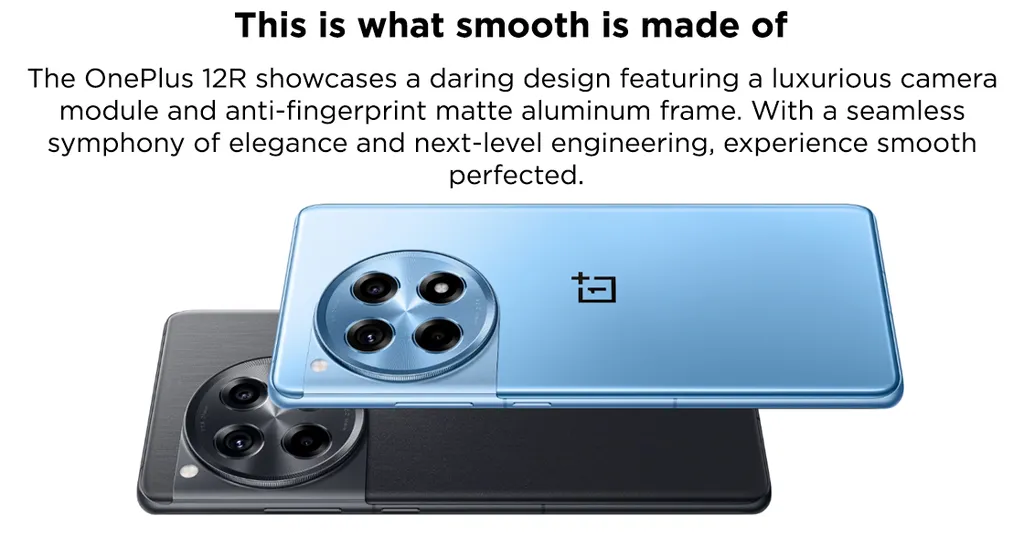 This is what smooth is made of
The OnePlus 12R showcases a daring design featuring a luxurious camera
module and anti-fingerprint matte aluminum frame. With a seamless
symphony of elegance and next-level engineering, experience smooth
perfected.